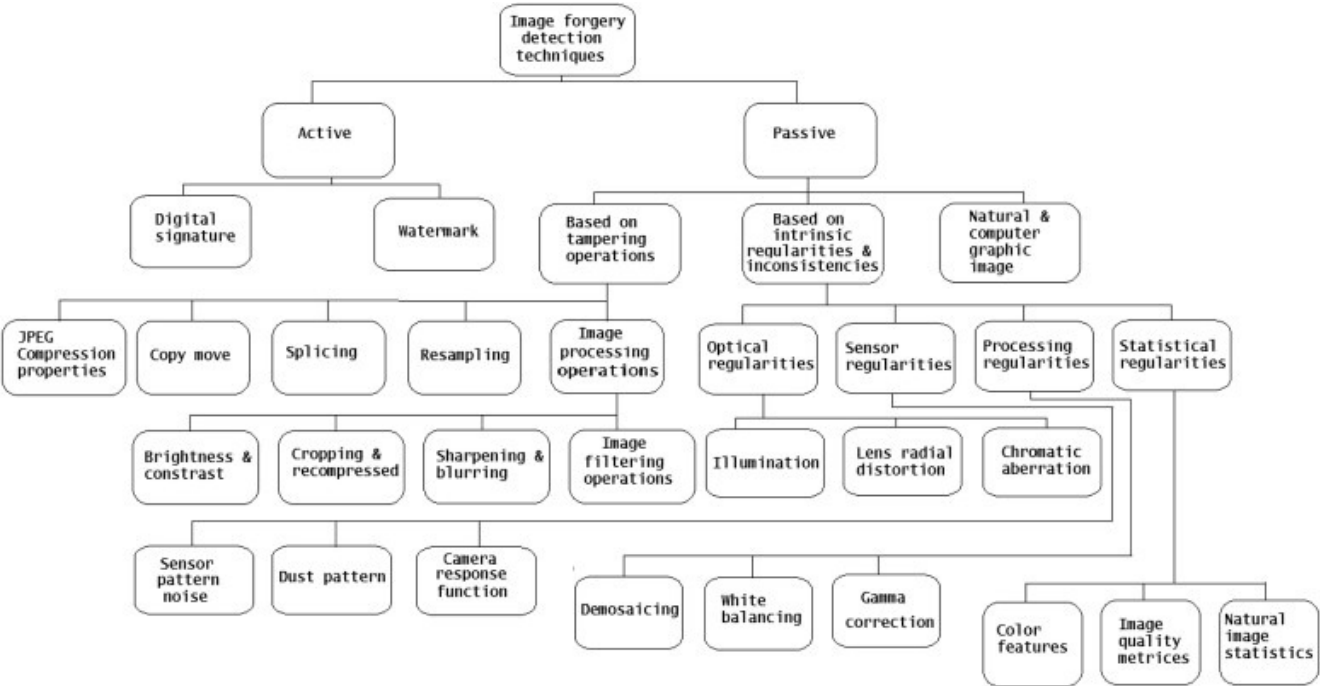 Image forgery
detection
techniques
Active
Passive
Digital
signature
Watermark
Based on
tampering
operations
Based on
intrinsic
regularities &
inconsistencies
Natural &
computer
graphic
image
JPEG
Compression
properties
Copy move
Splicing
Resampling
Image
processing
operations
Optical
regularities
Sensor
regularities
Processing
regularities
Statistical
regularities
Brightness &
constrast
Cropping &
recompressed
Sharpening &
blurring
Image
filtering
operations
Illumination
Lens radial
distortion
Chromatic
aberration
Sensor
pattern
noise
Dust pattern
Camera
response
function
Demosaicing
White
balancing
Gamma
correction
Color
features
Image
quality
metrices
Natural
image
statistics